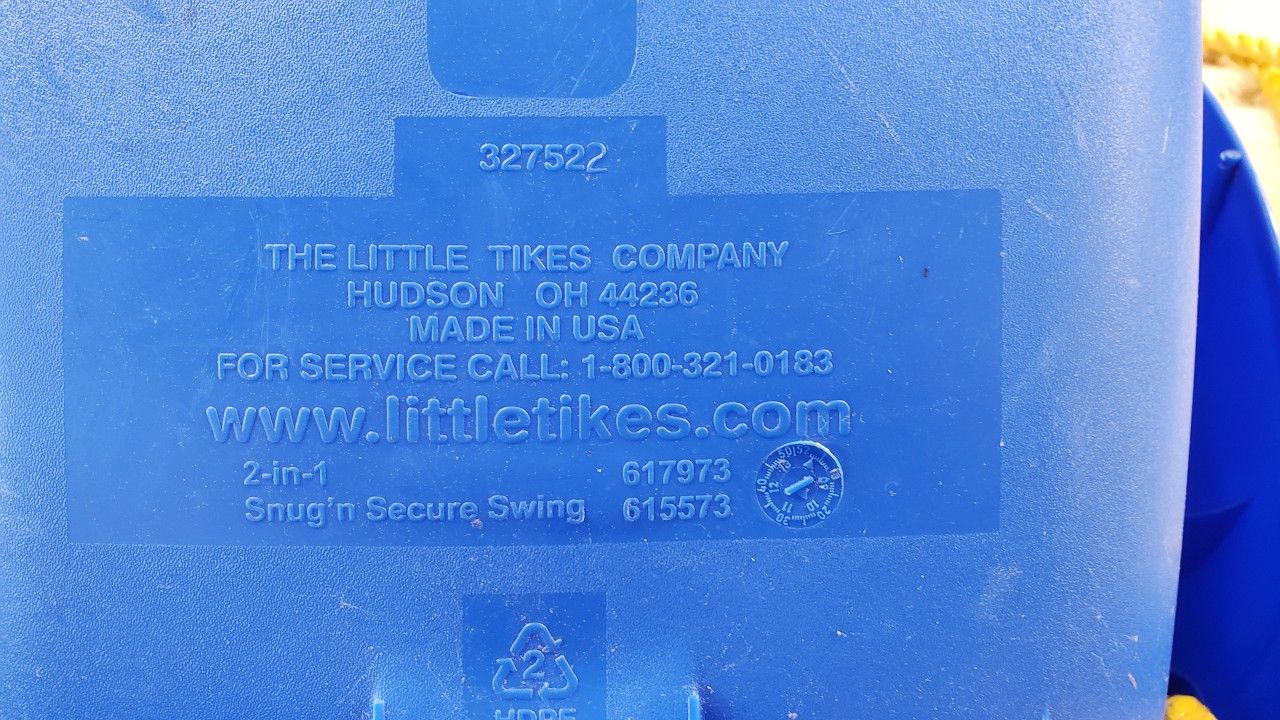 327522
THE LITTLE TIKES COMPANY
HUDSON OH 44236
MADE IN USA
FOR SERVICE CALL: 1-800-321-0183
www.littletikes.com
2-in-1 617973
Snug'n Secure Swing 615573
2
HDPE